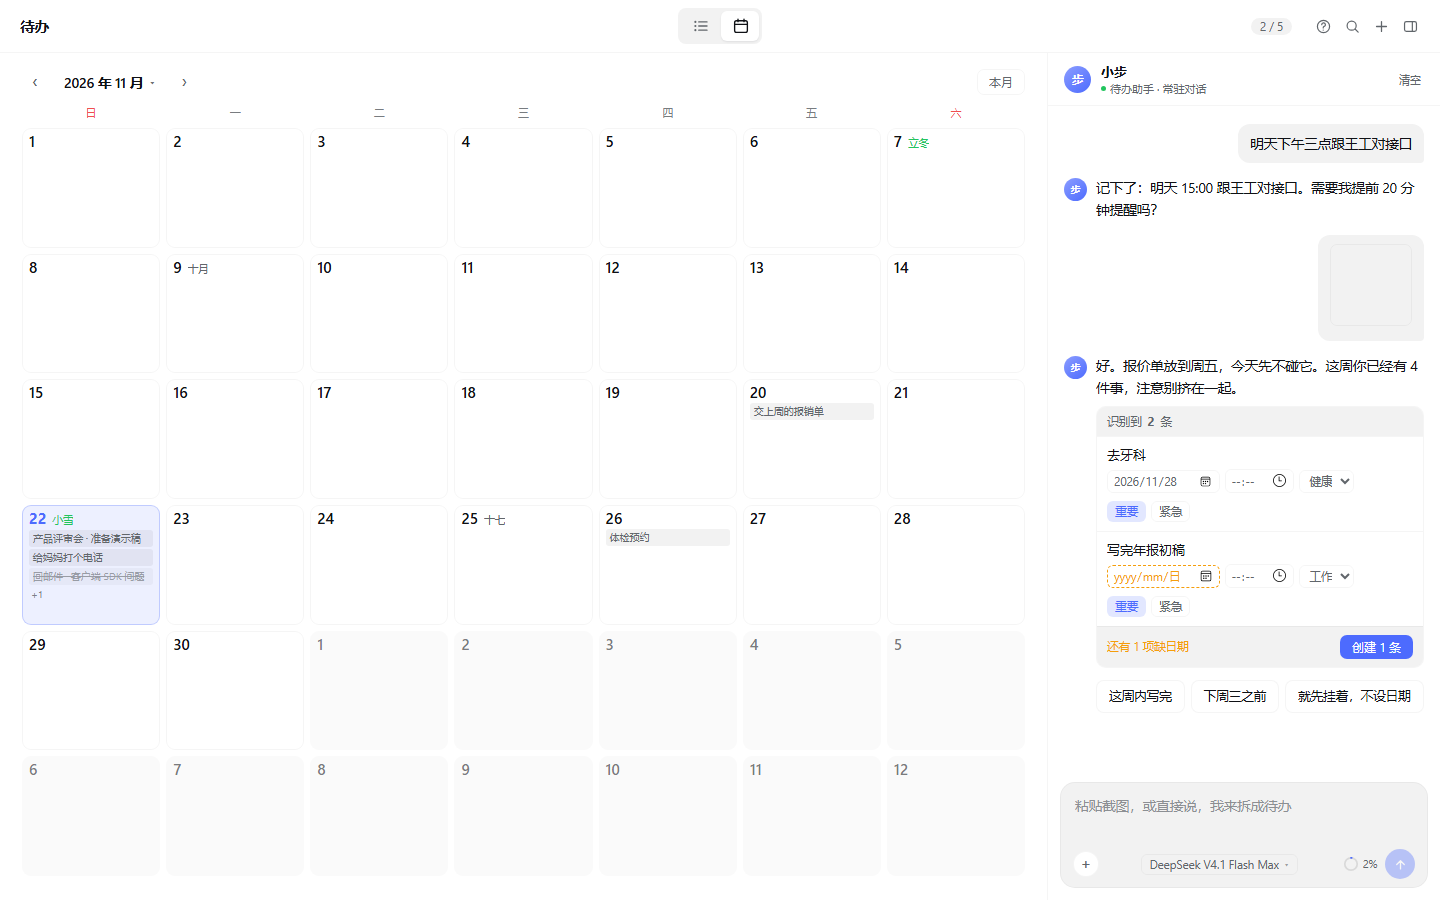 待办
2 / 5
2026 年 11 月
本月
日 一 二 三 四 五 六
1 2 3 4 5 6 7 立冬
8 9 十月 10 11 12 13 14
15 16 17 18 19 20 21
交上周的报销单
22 小雪 23 24 25 十七 26 27 28
产品评审会 · 准备演示稿
体检预约
给妈妈打个电话
回邮件 · 客户端 SDK 问题
+1
29 30 1 2 3 4 5
6 7 8 9 10 11 12
步
小步
待办助手 · 常驻对话
清空
明天下午三点跟王工对接口
步
记下了：明天 15:00 跟王工对接口。需要我提前 20 分
钟提醒吗？
步
好。报价单放到周五，今天先不碰它。这周你已经有 4
件事，注意别挤在一起。
识别到 2 条
去牙科
2026/11/28 --:-- 健康
重要 紧急
写完年报初稿
yyyy/mm/日 --:-- 工作
重要 紧急
还有 1 项缺日期 创建 1 条
这周内写完 下周三之前 就先挂着，不设日期
粘贴截图，或直接说，我来拆成待办
DeepSeek V4.1 Flash Max
2%